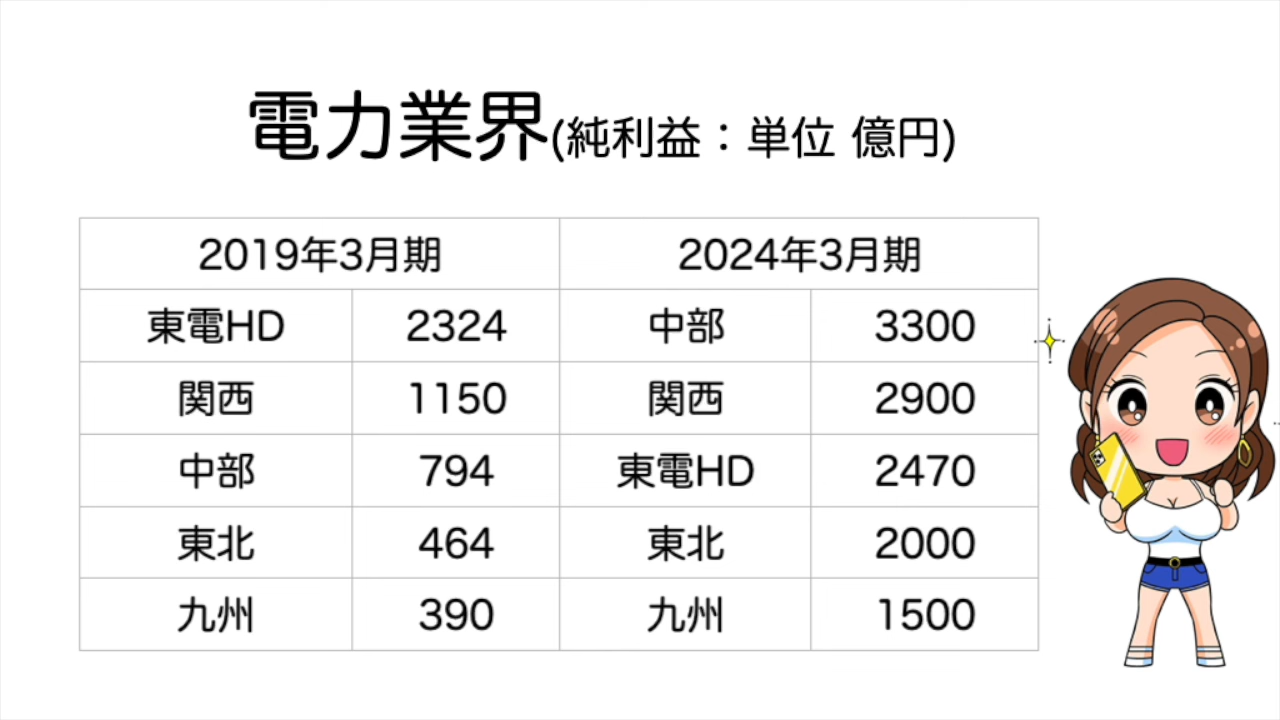 電力業界(純利益：単位 億円)
2019年3月期 2024年3月期
東電HD 2324 中部 3300
関西 1150 関西 2900
中部 794 東電HD 2470
東北 464 東北 2000
九州 390 九州 1500